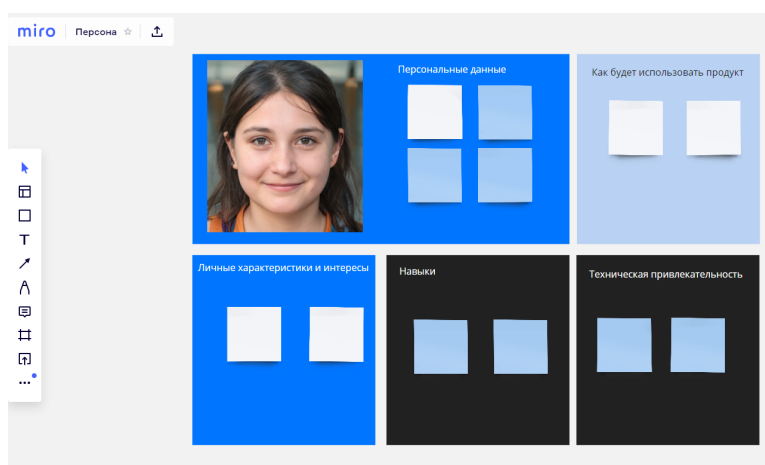 miro
Персона
Персональные данные
Как будет использовать продукт
Личные характеристики и интересы
Навыки
Техническая привлекательность